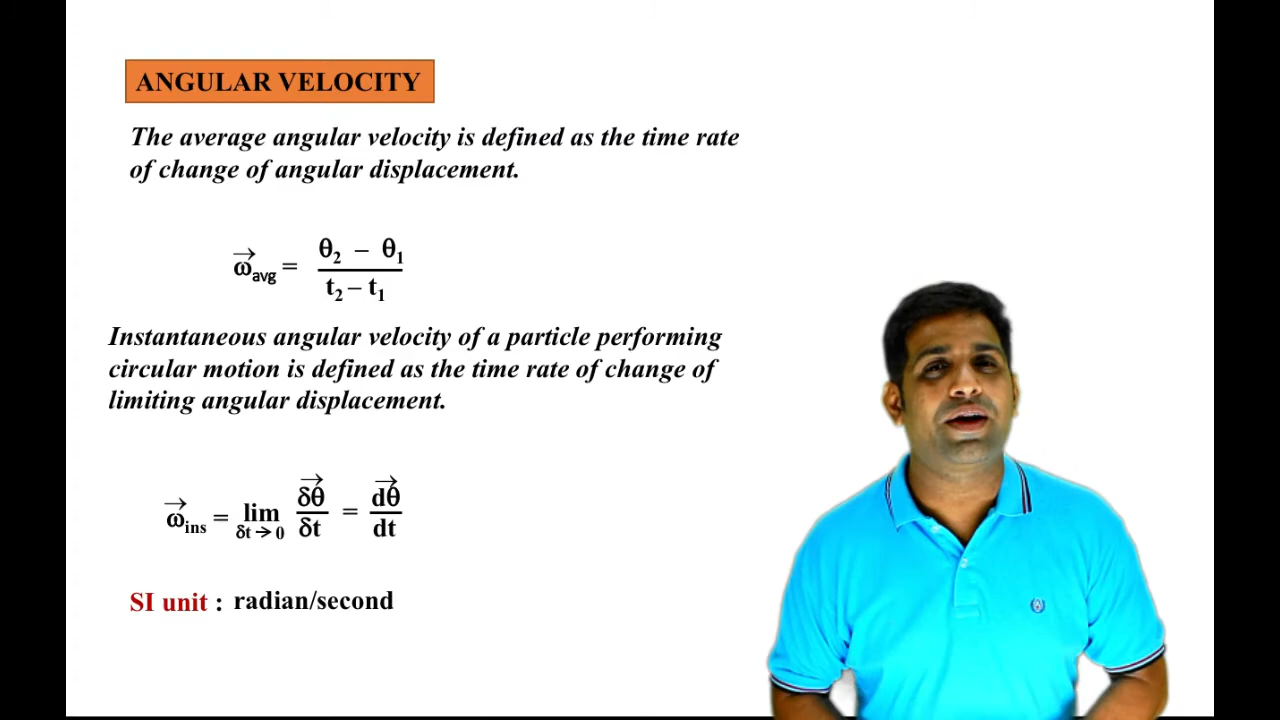 ANGULAR VELOCITY
The average angular velocity is defined as the time rate
of change of angular displacement.
ω⃗avg = θ₂ – θ₁ / t₂ – t₁
Instantaneous angular velocity of a particle performing
circular motion is defined as the time rate of change of
limiting angular displacement.
ω⃗ins = lim δt→0 δθ⃗ / δt = dθ⃗ / dt
SI unit : radian/second